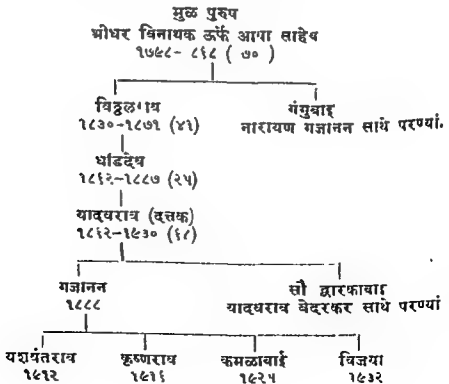 मुळ पुरुष
श्रीधर विनायक ऊर्फ आपा साहेब
१७९८-८६८ ( ७० )
विठ्ठलराव गंगुबाई
१८३०-१८७१ (४१) नारायण गजानन साथे परण्यां.
धोंडदेव
१८६२-१८८७ (२५)
यादवराव (दत्तक)
१८६२-१९३० (६८)
गजानन सौ द्वारकाबाई
१८८८ यादवराव बेदरकर साथे परण्यां
यशवंतराव कृष्णराव कमळाबाई विजया
१९१२ १९१६ १९२५ १९३२